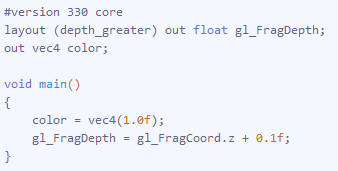 #version 330 core
layout (depth_greater) out float gl_FragDepth;
out vec4 color;

void main()
{
    color = vec4(1.0f);
    gl_FragDepth = gl_FragCoord.z + 0.1f;
}